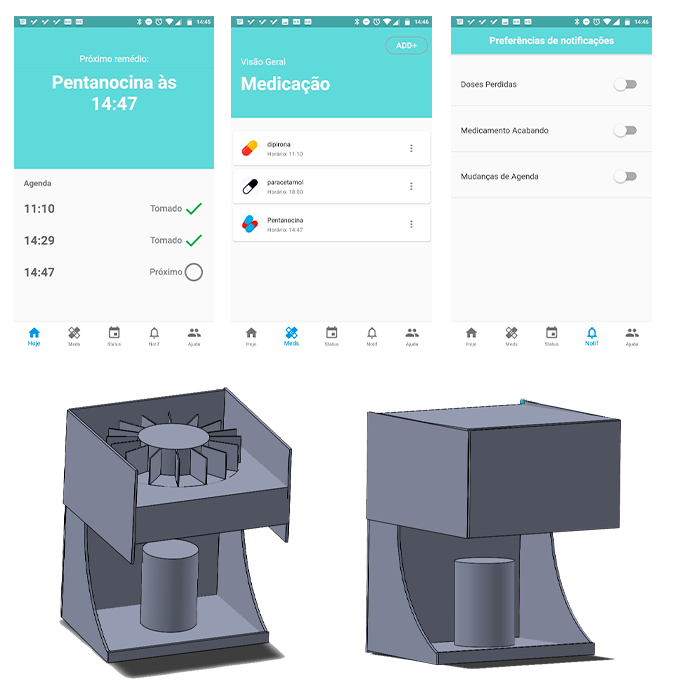 14:45
Próximo remédio:
Pentanocina às
14:47
Agenda
11:10 Tomado
14:29 Tomado
14:47 Próximo
Hoje Meds Status Notif Ajuda
14:46
ADD+
Visão Geral
Medicação
dipirona
Horário: 11:10
paracetamol
Horário: 18:00
Pentanocina
Horário: 14:47
Hoje Meds Status Notif Ajuda
14:46
Preferências de notificações
Doses Perdidas
Medicamento Acabando
Mudanças de Agenda
Hoje Meds Status Notif Ajuda